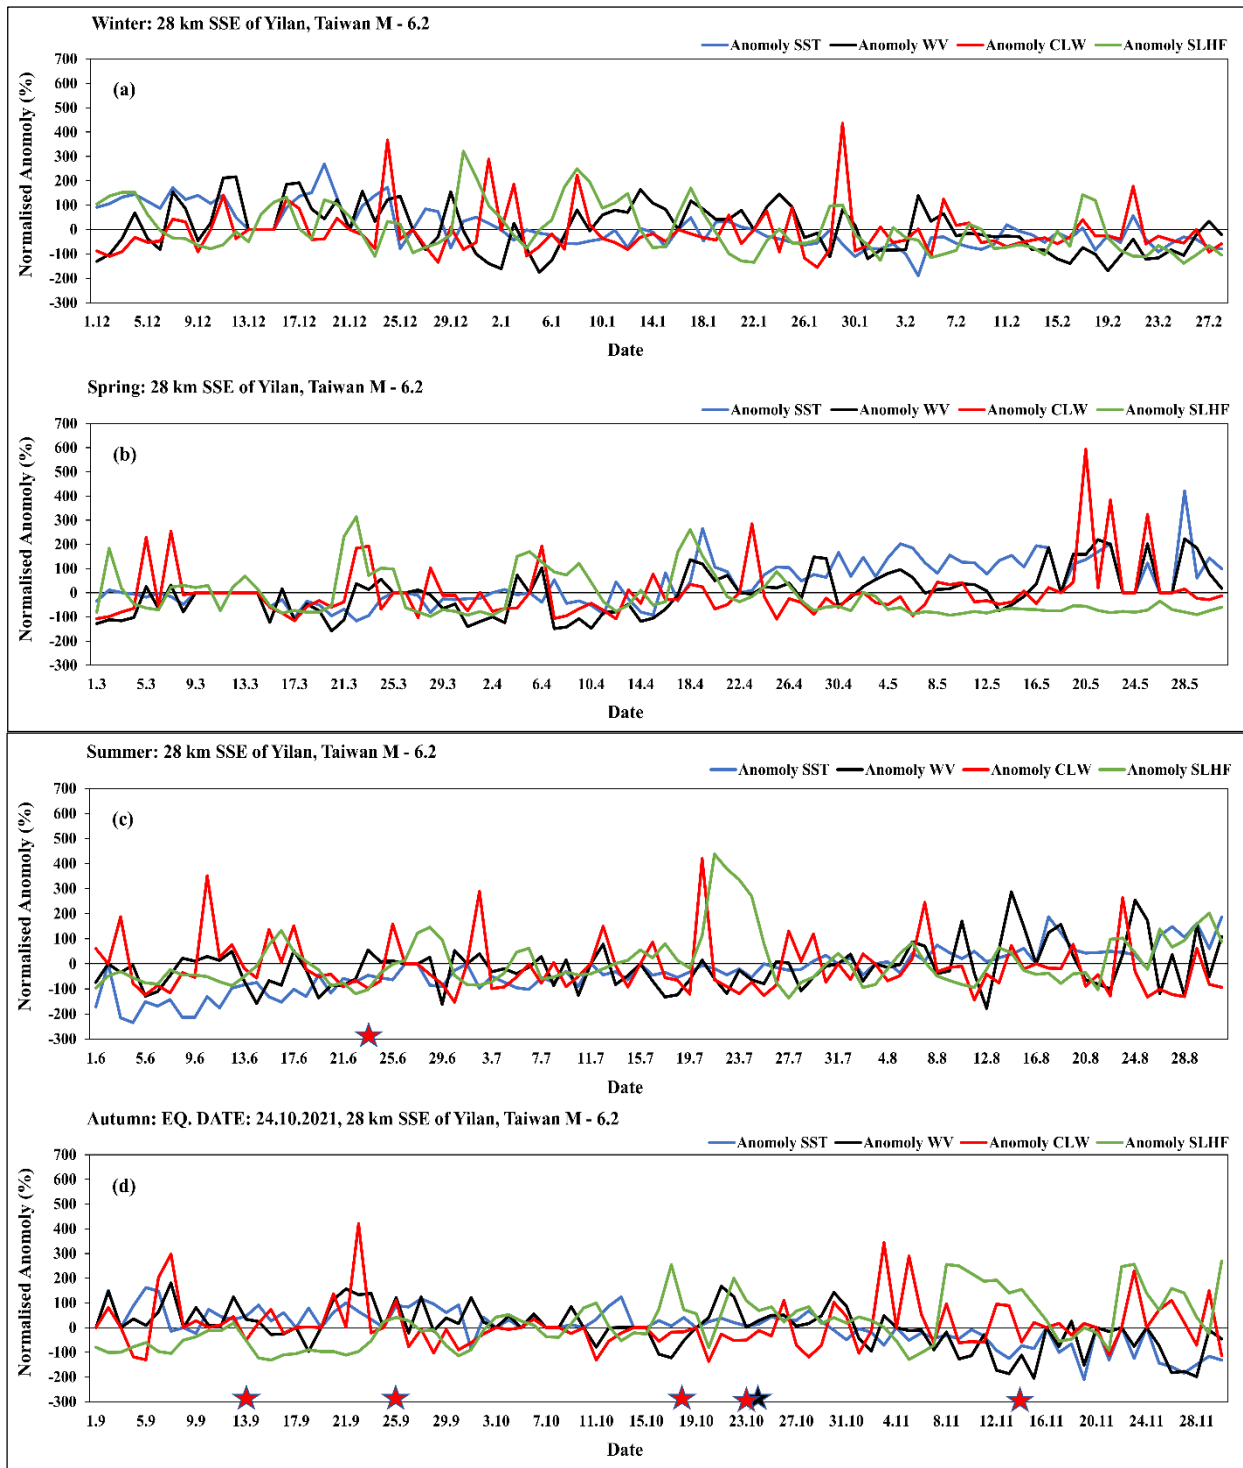 Winter: 28 km SSE of Yilan, Taiwan M - 6.2
Anomoly SST Anomoly WV Anomoly CLW Anomoly SLHF
Normalised Anomoly (%)
(a)
700
600
500
400
300
200
100
0
-100
-200
-300
1.12 5.12 9.12 13.12 17.12 21.12 25.12 29.12 2.1 6.1 10.1 14.1 18.1 22.1 26.1 30.1 3.2 7.2 11.2 15.2 19.2 23.2 27.2
Date
Spring: 28 km SSE of Yilan, Taiwan M - 6.2
Anomoly SST Anomoly WV Anomoly CLW Anomoly SLHF
Normalised Anomoly (%)
(b)
700
600
500
400
300
200
100
0
-100
-200
-300
1.3 5.3 9.3 13.3 17.3 21.3 25.3 29.3 2.4 6.4 10.4 14.4 18.4 22.4 26.4 30.4 4.5 8.5 12.5 16.5 20.5 24.5 28.5
Date
Summer: 28 km SSE of Yilan, Taiwan M - 6.2
Anomoly SST Anomoly WV Anomoly CLW Anomoly SLHF
Normalised Anomoly (%)
(c)
700
600
500
400
300
200
100
0
-100
-200
-300
1.6 5.6 9.6 13.6 17.6 21.6 25.6 29.6 3.7 7.7 11.7 15.7 19.7 23.7 27.7 31.7 4.8 8.8 12.8 16.8 20.8 24.8 28.8
Date
Autumn: EQ. DATE: 24.10.2021, 28 km SSE of Yilan, Taiwan M - 6.2
Anomoly SST Anomoly WV Anomoly CLW Anomoly SLHF
Normalised Anomoly (%)
(d)
700
600
500
400
300
200
100
0
-100
-200
-300
1.9 5.9 9.9 13.9 17.9 21.9 25.9 29.9 3.10 7.10 11.10 15.10 19.10 23.10 27.10 31.10 4.11 8.11 12.11 16.11 20.11 24.11 28.11
Date